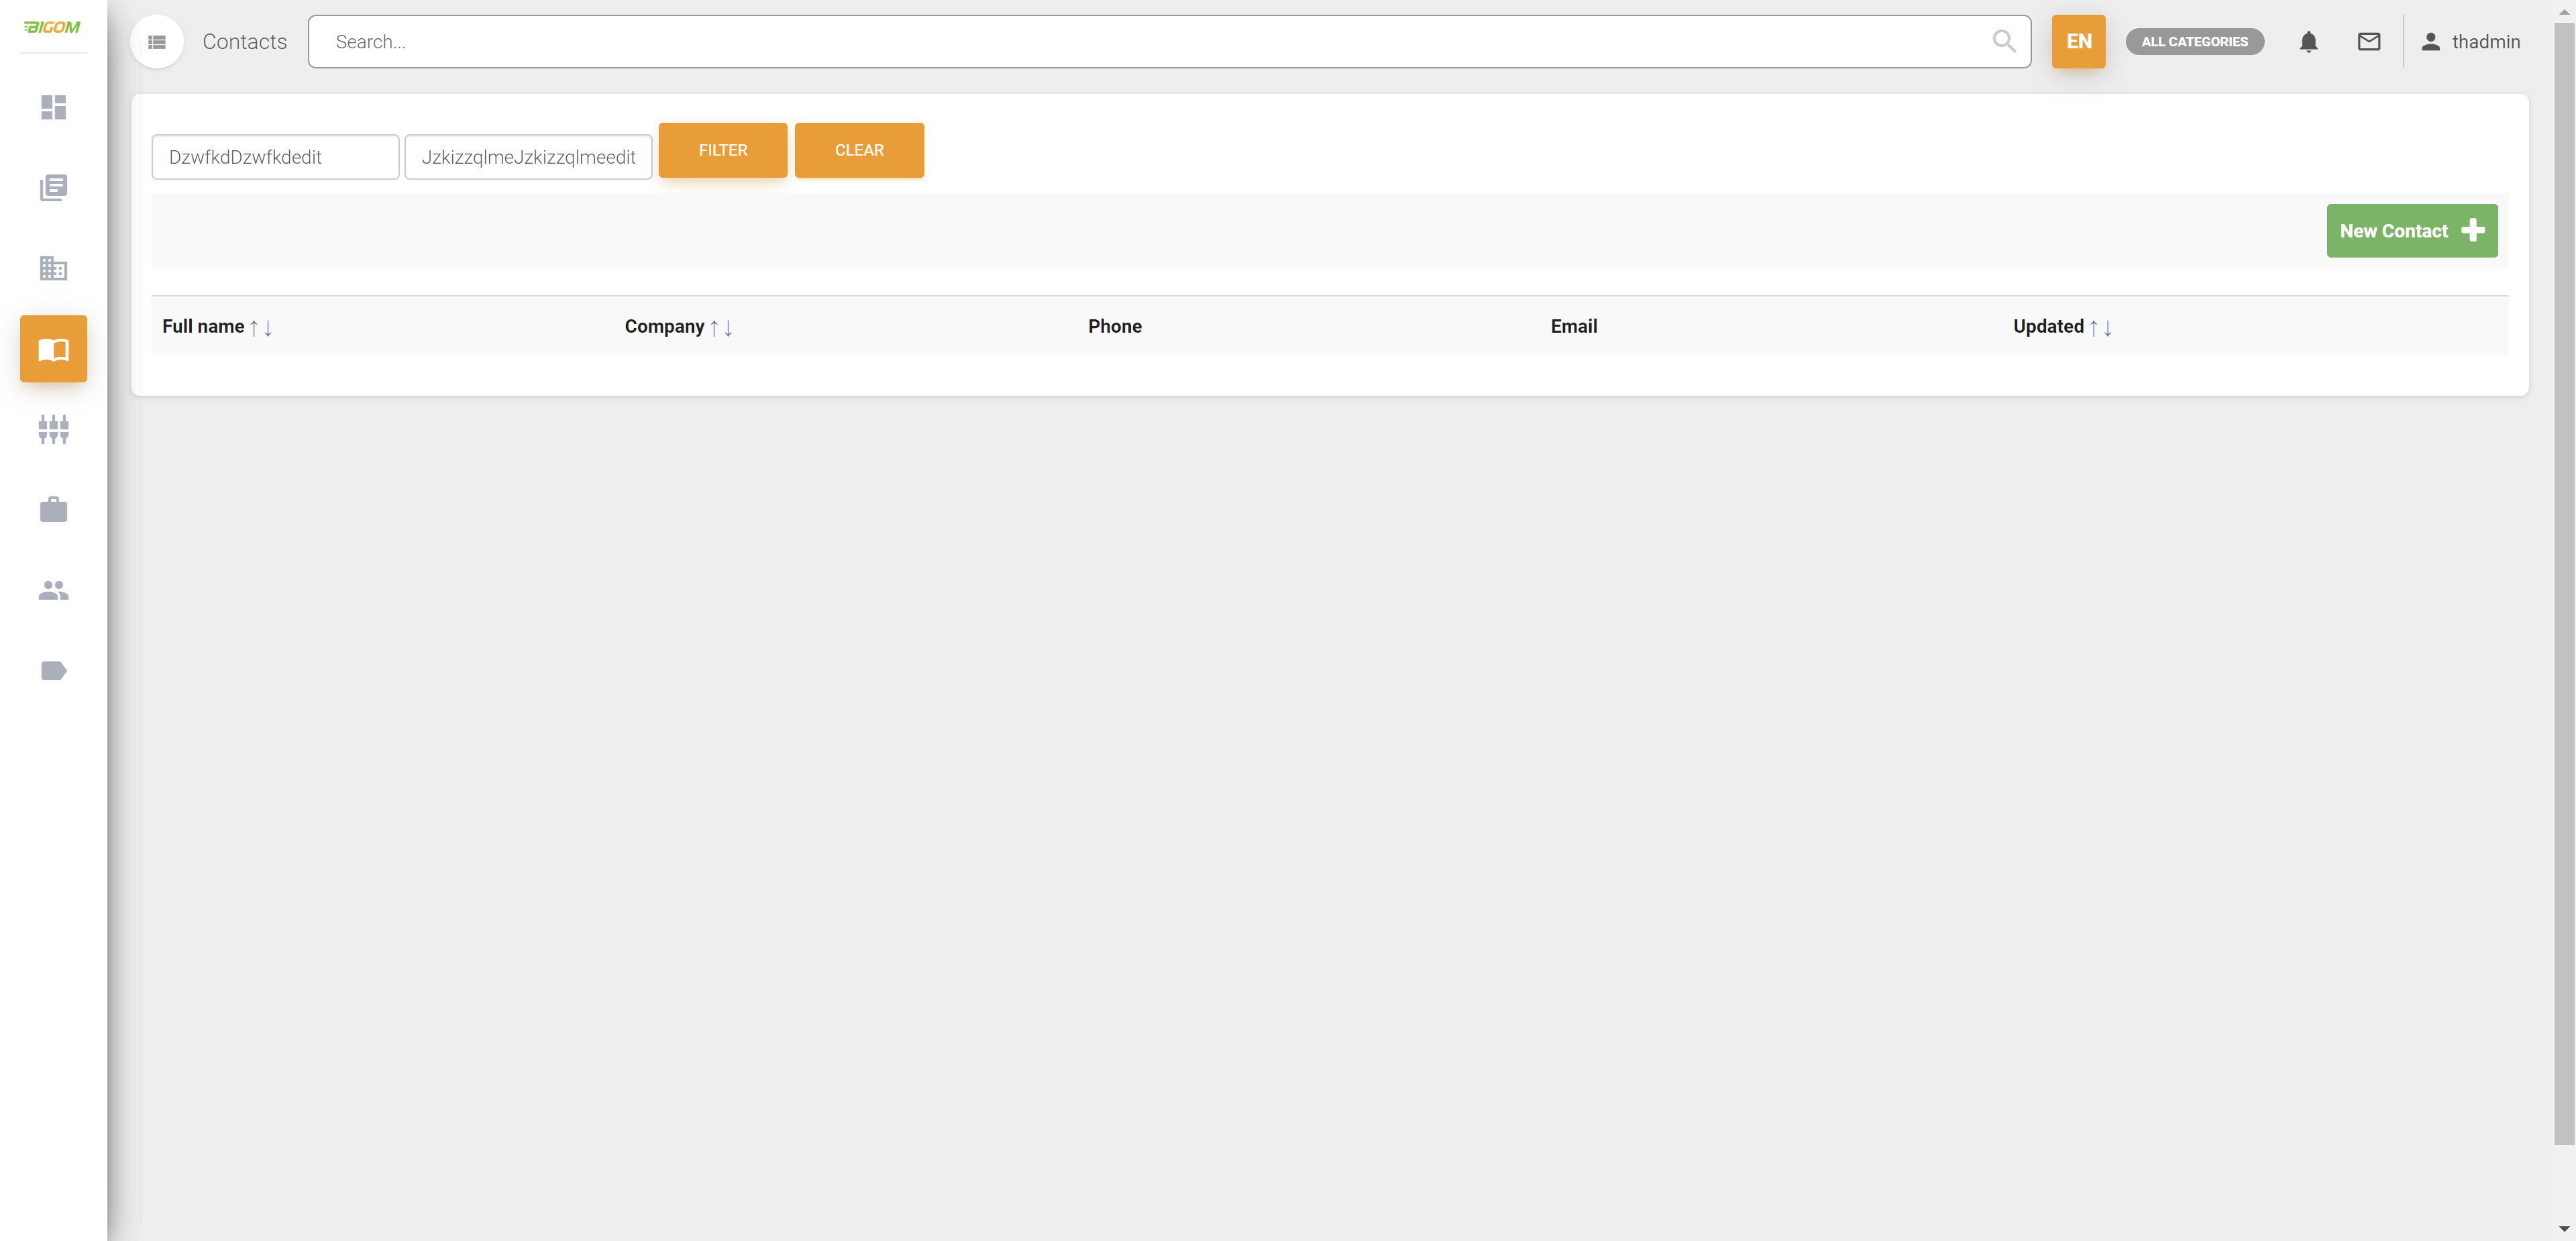 BIGOM
Contacts
Search...
EN
ALL CATEGORIES
thadmin
DzwfkdDzwfkdedit
JzkizzqlmeJzkizzqlmeedit
FILTER
CLEAR
New Contact
Full name
Company
Phone
Email
Updated